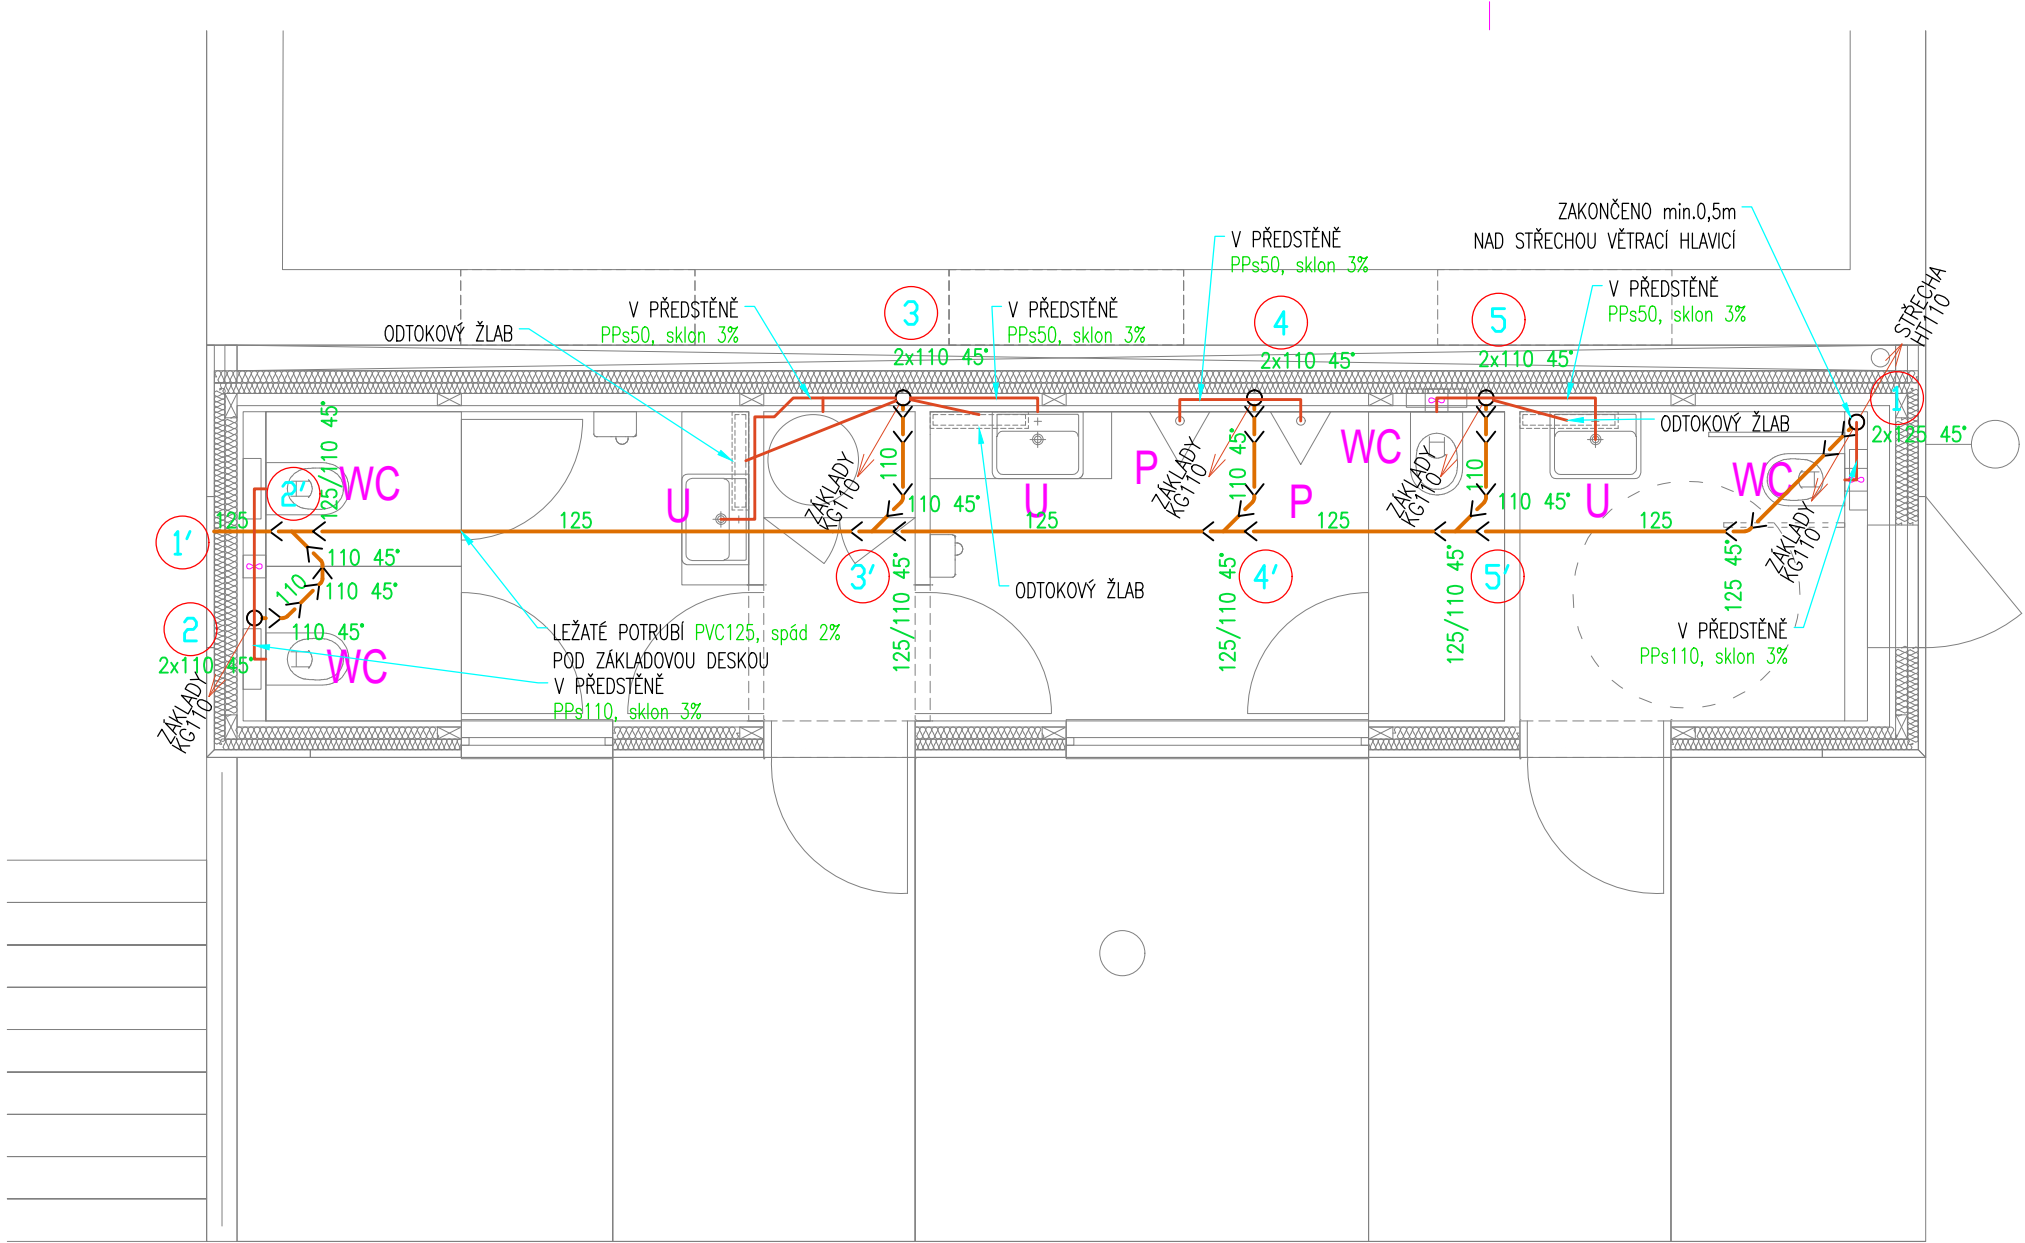 ZAKONČENO min.0,5m
NAD STŘECHOU VĚTRACÍ HLAVICÍ
V PŘEDSTĚNĚ
PPs50, sklon 3%
STŘECHA
HT110
V PŘEDSTĚNĚ
PPs50, sklon 3%
3
V PŘEDSTĚNĚ
PPs50, sklon 3%
4
5
V PŘEDSTĚNĚ
PPs50, sklon 3%
ODTOKOVÝ ŽLAB
2x110 45°
2x110 45°
2x110 45°
1
2x125 45°
ODTOKOVÝ ŽLAB
125/110 45°
WC
2'
U
ZÁKLADY
KG110
110
110 45°
U
P
ZÁKLADY
KG110
110 45°
P
WC
ZÁKLADY
KG110
110
110 45°
U
WC
ZÁKLADY
KG110
1'
125
125
125
125
125
110 45°
110
110 45°
110 45°
3'
125/110 45°
ODTOKOVÝ ŽLAB
4'
125/110 45°
5'
125/110 45°
125 45°
2
2x110 45°
WC
ZÁKLADY
KG110
LEŽATÉ POTRUBÍ PVC125, spád 2%
POD ZÁKLADOVOU DESKOU
V PŘEDSTĚNĚ
PPs110, sklon 3%
V PŘEDSTĚNĚ
PPs110, sklon 3%